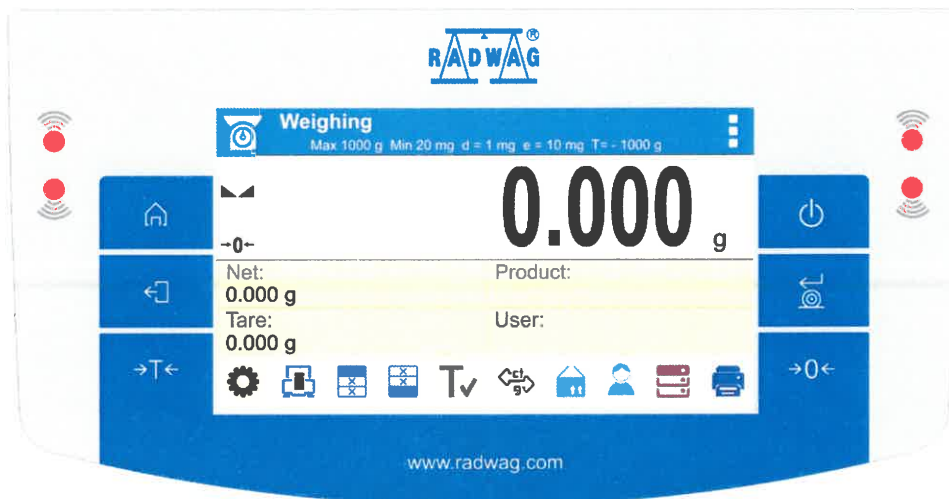 RADWAG®
Weighing
Max 1000 g Min 20 mg d = 1 mg e = 10 mg T= - 1000 g
→0←
0.000 g
Net:
0.000 g
Product:
Tare:
0.000 g
User:
→T←
→0←
T
ct
g
x
x
x
x
www.radwag.com